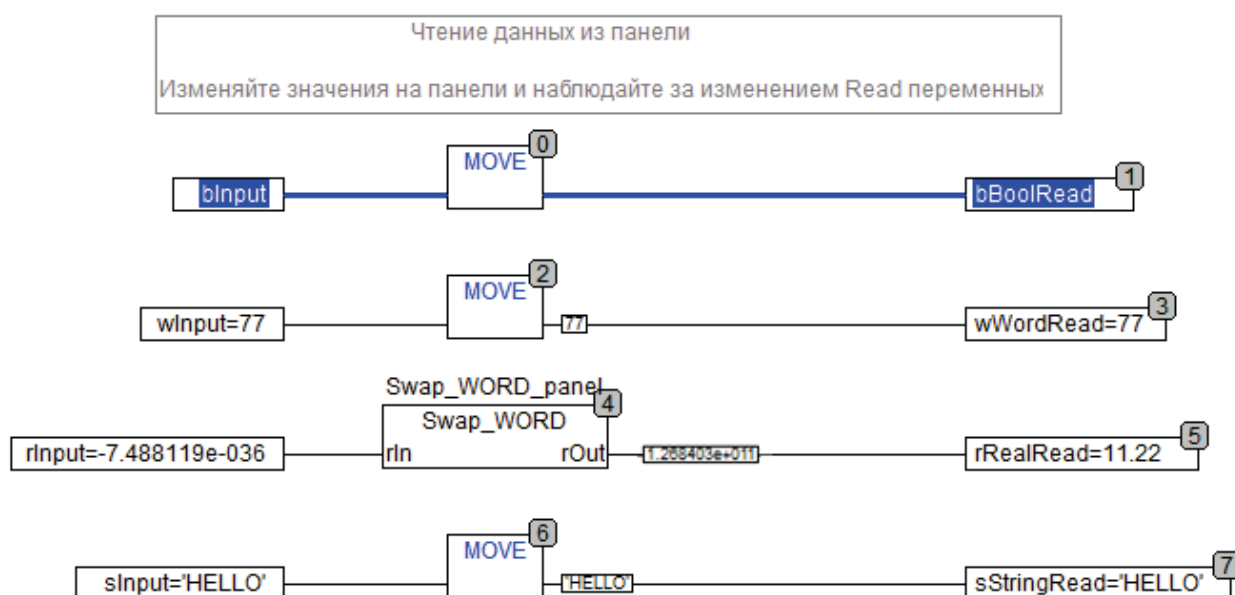 Чтение данных из панели
Изменяйте значения на панели и наблюдайте за изменением Read переменных
MOVE 0
bInput bBoolRead 1
MOVE 2
wInput=77 77 wWordRead=77 3
Swap_WORD_panel
Swap_WORD 4
rInput=-7.488119e-036 rIn rOut 1.268403e+011 rRealRead=11.22 5
MOVE 6
sInput='HELLO' 'HELLO' sStringRead='HELLO' 7